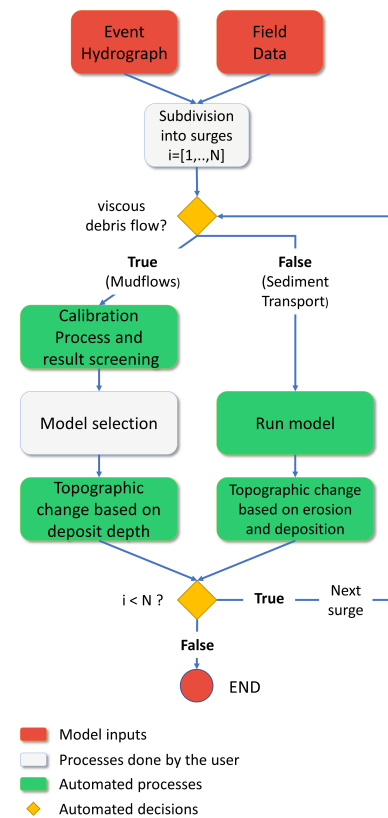 Event
Hydrograph
Field
Data
Subdivision
into surges
i=[1,..,N]
viscous
debris flow?
True
(Mudflows)
False
(Sediment
Transport)
Calibration
Process and
result screening
Model selection
Run model
Topographic
change based on
deposit depth
Topographic change
based on erosion
and deposition
i < N ?
True
Next
surge
False
END
Model inputs
Processes done by the user
Automated processes
Automated decisions